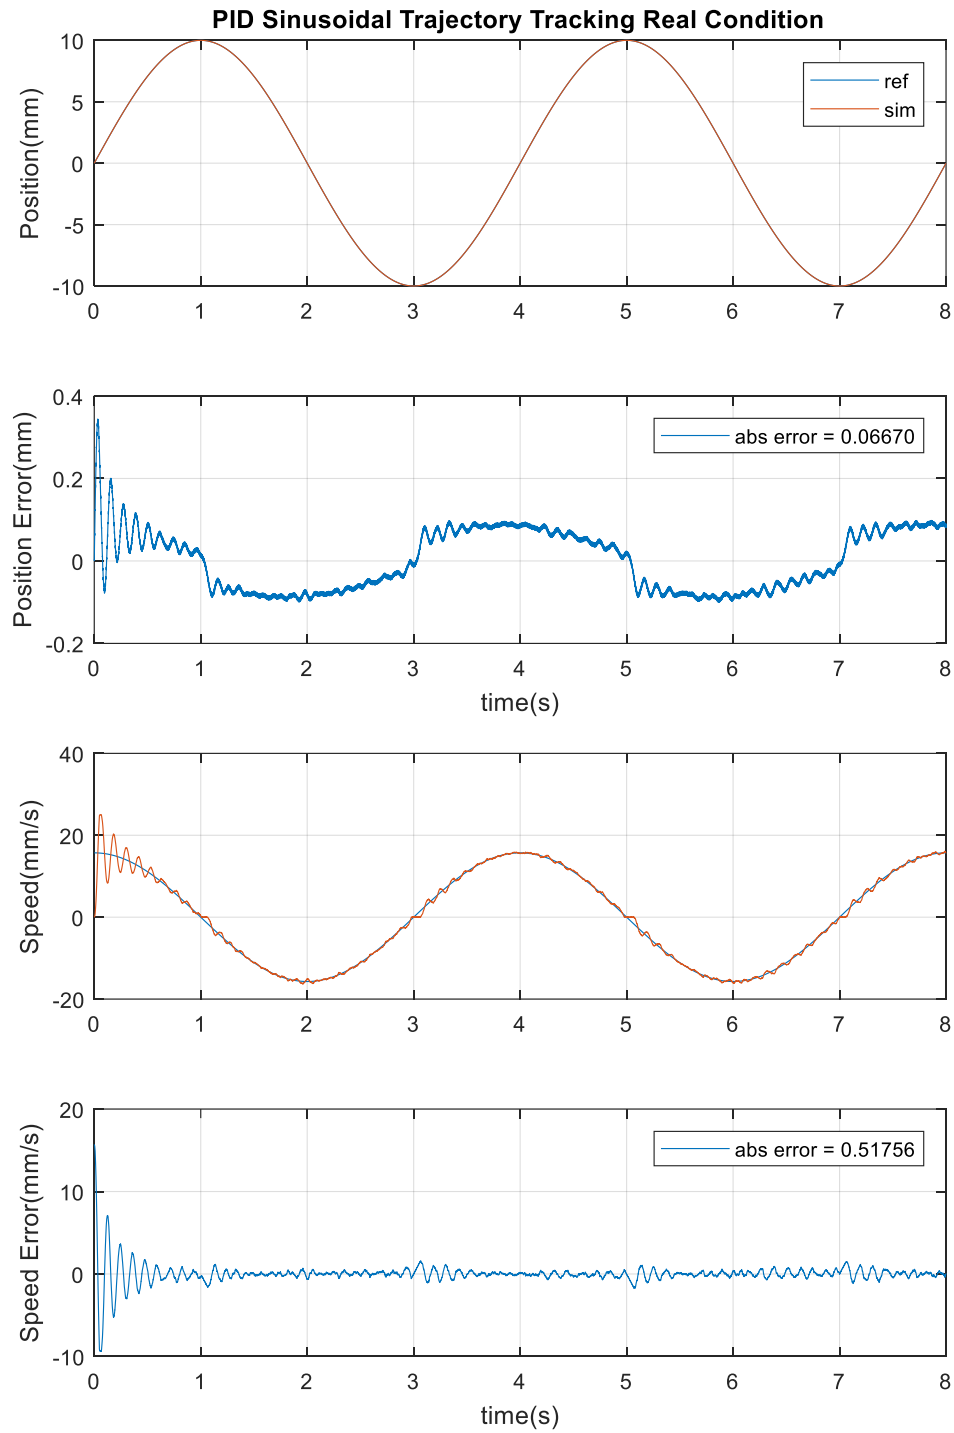 PID Sinusoidal Trajectory Tracking Real Condition
10
5
0
-5
-10
Position(mm)
ref
sim
0 1 2 3 4 5 6 7 8
0.4
0.2
0
-0.2
Position Error(mm)
abs error = 0.06670
0 1 2 3 4 5 6 7 8
time(s)
40
20
0
-20
Speed(mm/s)
0 1 2 3 4 5 6 7 8
20
10
0
-10
Speed Error(mm/s)
abs error = 0.51756
0 1 2 3 4 5 6 7 8
time(s)